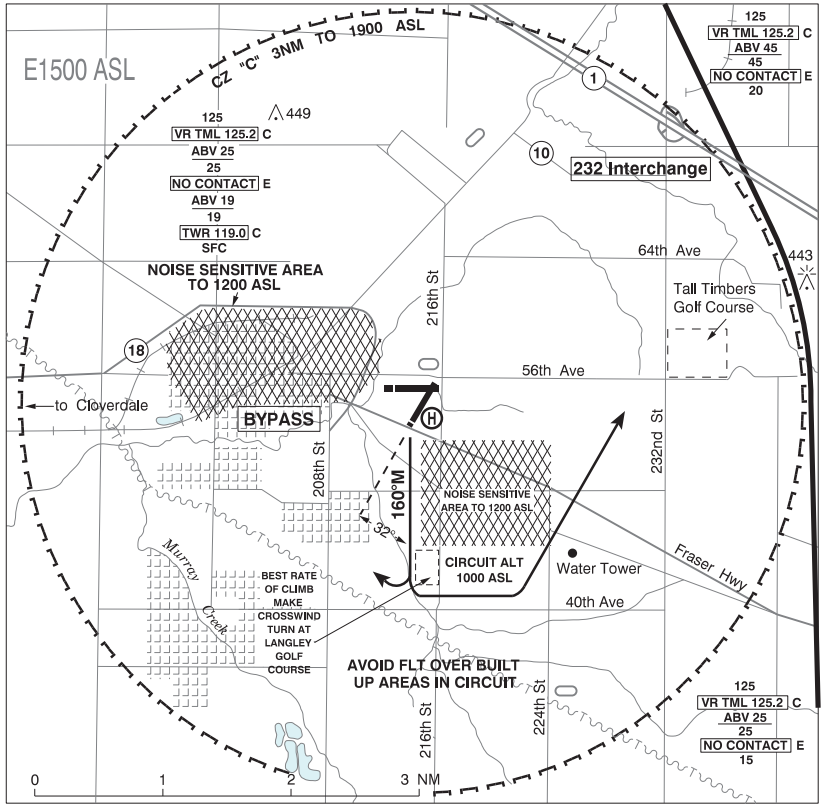 E1500 ASL
CZ "C" 3NM TO 1900 ASL
125
VR TML 125.2 C
ABV 25
25
NO CONTACT E
ABV 19
19
TWR 119.0 C
SFC
449
125
VR TML 125.2 C
ABV 45
45
NO CONTACT E
20
1
10
232 Interchange
64th Ave
443
NOISE SENSITIVE AREA
TO 1200 ASL
216th St
Tall Timbers
Golf Course
18
56th Ave
to Cloverdale
BYPASS
H
208th St
232nd St
160°M
NOISE SENSITIVE
AREA TO 1200 ASL
32°
CIRCUIT ALT
1000 ASL
Water Tower
Fraser Hwy
Murray
Creek
BEST RATE
OF CLIMB
MAKE
CROSSWIND
TURN AT
LANGLEY
GOLF
COURSE
40th Ave
AVOID FLT OVER BUILT
UP AREAS IN CIRCUIT
216th St
224th St
125
VR TML 125.2 C
ABV 25
25
NO CONTACT E
15
0 1 2 3 NM